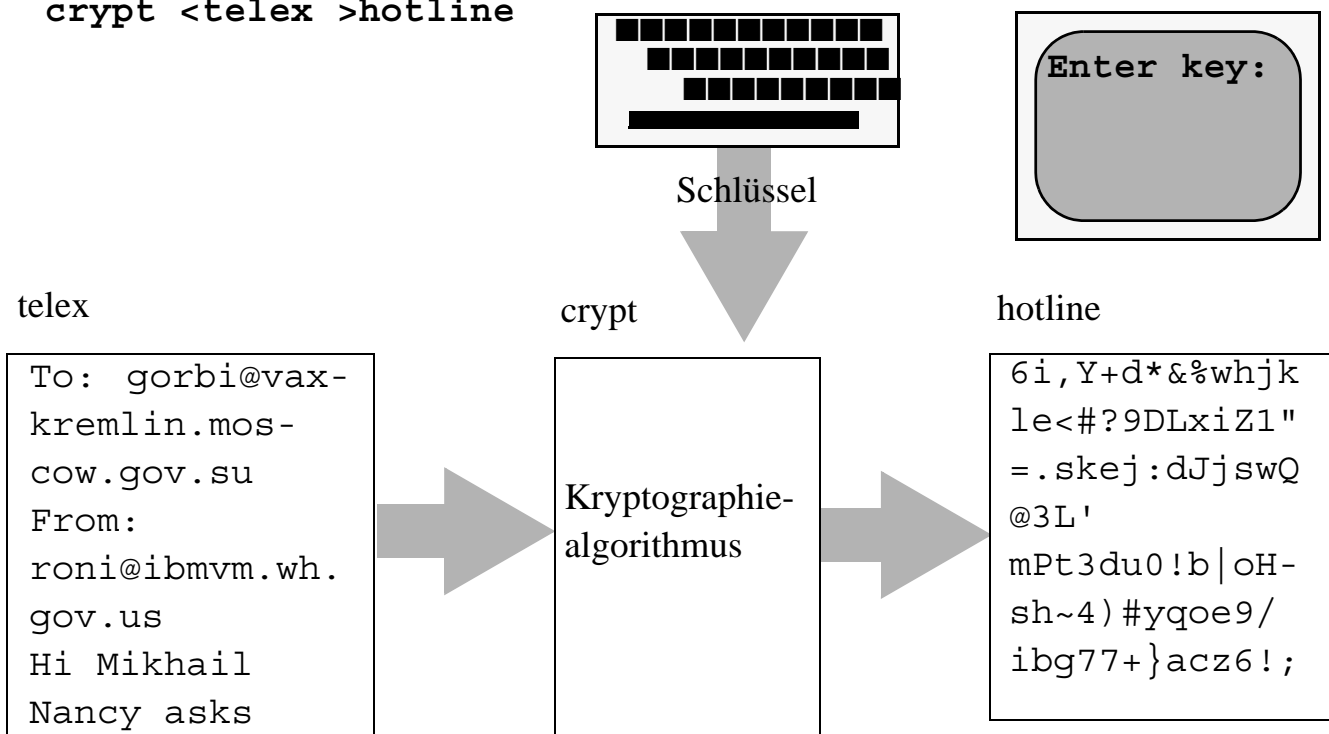 crypt <telex >hotline
Enter key:
Schlüssel
telex
crypt
hotline
To: gorbi@vax-
kremlin.mos-
cow.gov.su
From:
roni@ibmvm.wh.
gov.us
Hi Mikhail
Nancy asks
Kryptographie-
algorithmus
6i,Y+d*&%whjk
le<#?9DLxiZ1"
=.skej:dJjswQ
@3L'
mPt3du0!b|oH-
sh~4)#yqoe9/
ibg77+}acz6!;